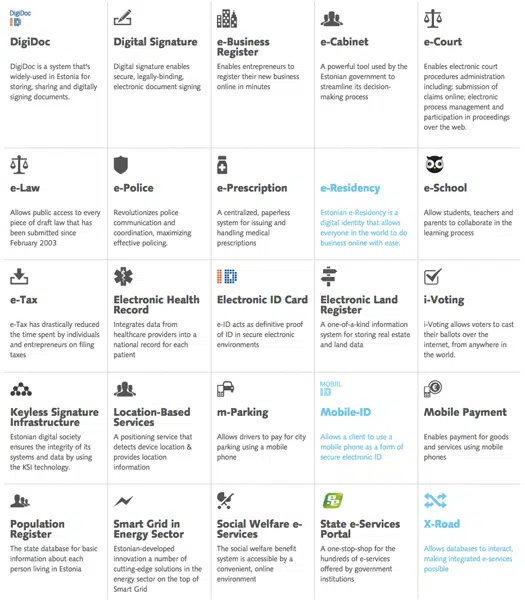 DigiDoc
ID
DigiDoc
DigiDoc is a system that's
widely-used in Estonia for
storing, sharing and digitally
signing documents.
Digital Signature
Digital signature enables
secure, legally-binding,
electronic document signing
e-Business
Register
Enables entrepreneurs to
register their new business
online in minutes
e-Cabinet
A powerful tool used by the
Estonian government to
streamline its decision-
making process
e-Court
Enables electronic court
procedures administration
including: submission of
claims online; electronic
process management and
participation in proceedings
over the web.
e-Law
Allows public access to every
piece of draft law that has
been submitted since
February 2003
e-Police
Revolutionizes police
communication and
coordination, maximizing
effective policing.
e-Prescription
A centralized, paperless
system for issuing and
handling medical
prescriptions
e-Residency
Estonian e-Residency is a
digital identity that allows
everyone in the world to do
business online with ease.
e-School
Allow students, teachers and
parents to collaborate in the
learning process
e-Tax
e-Tax has drastically reduced
the time spent by individuals
and entrepreneurs on filing
taxes
Electronic Health
Record
Integrates data from
healthcare providers into a
national record for each
patient
ID
Electronic ID Card
e-ID acts as definitive proof
of ID in secure electronic
environments
Electronic Land
Register
A one-of-a-kind information
system for storing real estate
and land data
i-Voting
i-Voting allows voters to cast
their ballots over the
internet, from anywhere in
the world.
Keyless Signature
Infrastructure
Estonian digital society
ensures the integrity of its
systems and data by using
the KSI technology.
Location-Based
Services
A positioning service that
detects device location &
provides location
information
m-Parking
Allows drivers to pay for city
parking using a mobile
phone
MOBIIL
ID
Mobile-ID
Allows a client to use a
mobile phone as a form of
secure electronic ID
Mobile Payment
Enables payment for goods
and services using mobile
phones
Population
Register
The state database for basic
information about each
person living in Estonia
Smart Grid in
Energy Sector
Estonian-developed
innovation a number of
cutting-edge solutions in the
energy sector on the top of
Smart Grid
Social Welfare e-
Services
The social welfare benefit
system is accessible by a
convenient, online
environment
State e-Services
Portal
A one-stop-shop for the
hundreds of e-services
offered by government
institutions
X-Road
Allows databases to interact,
making integrated e-services
possible